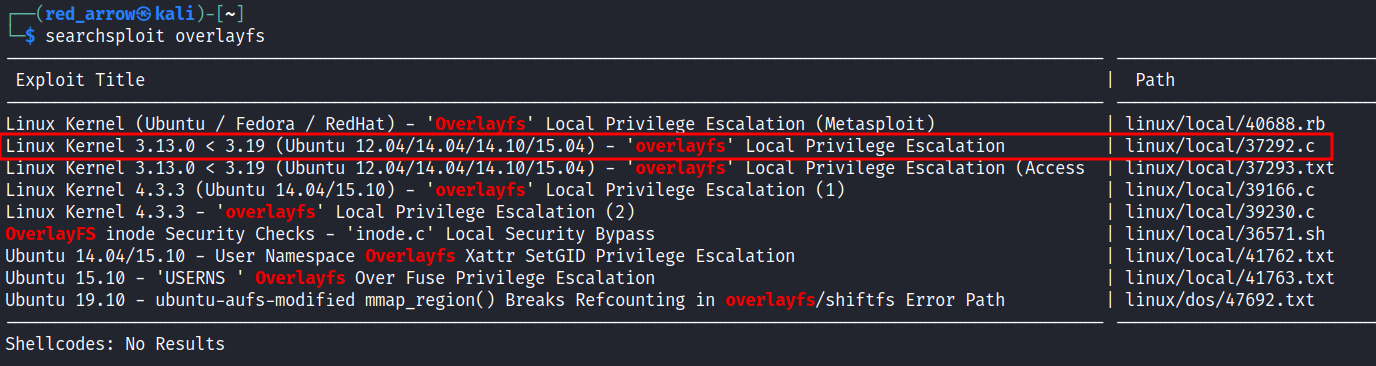 ┌──(red_arrow㉿kali)-[~]
└─$ searchsploit overlayfs
Exploit Title | Path
Linux Kernel (Ubuntu / Fedora / RedHat) - 'Overlayfs' Local Privilege Escalation (Metasploit) | linux/local/40688.rb
Linux Kernel 3.13.0 < 3.19 (Ubuntu 12.04/14.04/14.10/15.04) - 'overlayfs' Local Privilege Escalation | linux/local/37292.c
Linux Kernel 3.13.0 < 3.19 (Ubuntu 12.04/14.04/14.10/15.04) - 'overlayfs' Local Privilege Escalation (Access | linux/local/37293.txt
Linux Kernel 4.3.3 (Ubuntu 14.04/15.10) - 'overlayfs' Local Privilege Escalation (1) | linux/local/39166.c
Linux Kernel 4.3.3 - 'overlayfs' Local Privilege Escalation (2) | linux/local/39230.c
OverlayFS inode Security Checks - 'inode.c' Local Security Bypass | linux/local/36571.sh
Ubuntu 14.04/15.10 - User Namespace Overlayfs Xattr SetGID Privilege Escalation | linux/local/41762.txt
Ubuntu 15.10 - 'USERNS ' Overlayfs Over Fuse Privilege Escalation | linux/local/41763.txt
Ubuntu 19.10 - ubuntu-aufs-modified mmap_region() Breaks Refcounting in overlayfs/shiftfs Error Path | linux/dos/47692.txt
Shellcodes: No Results